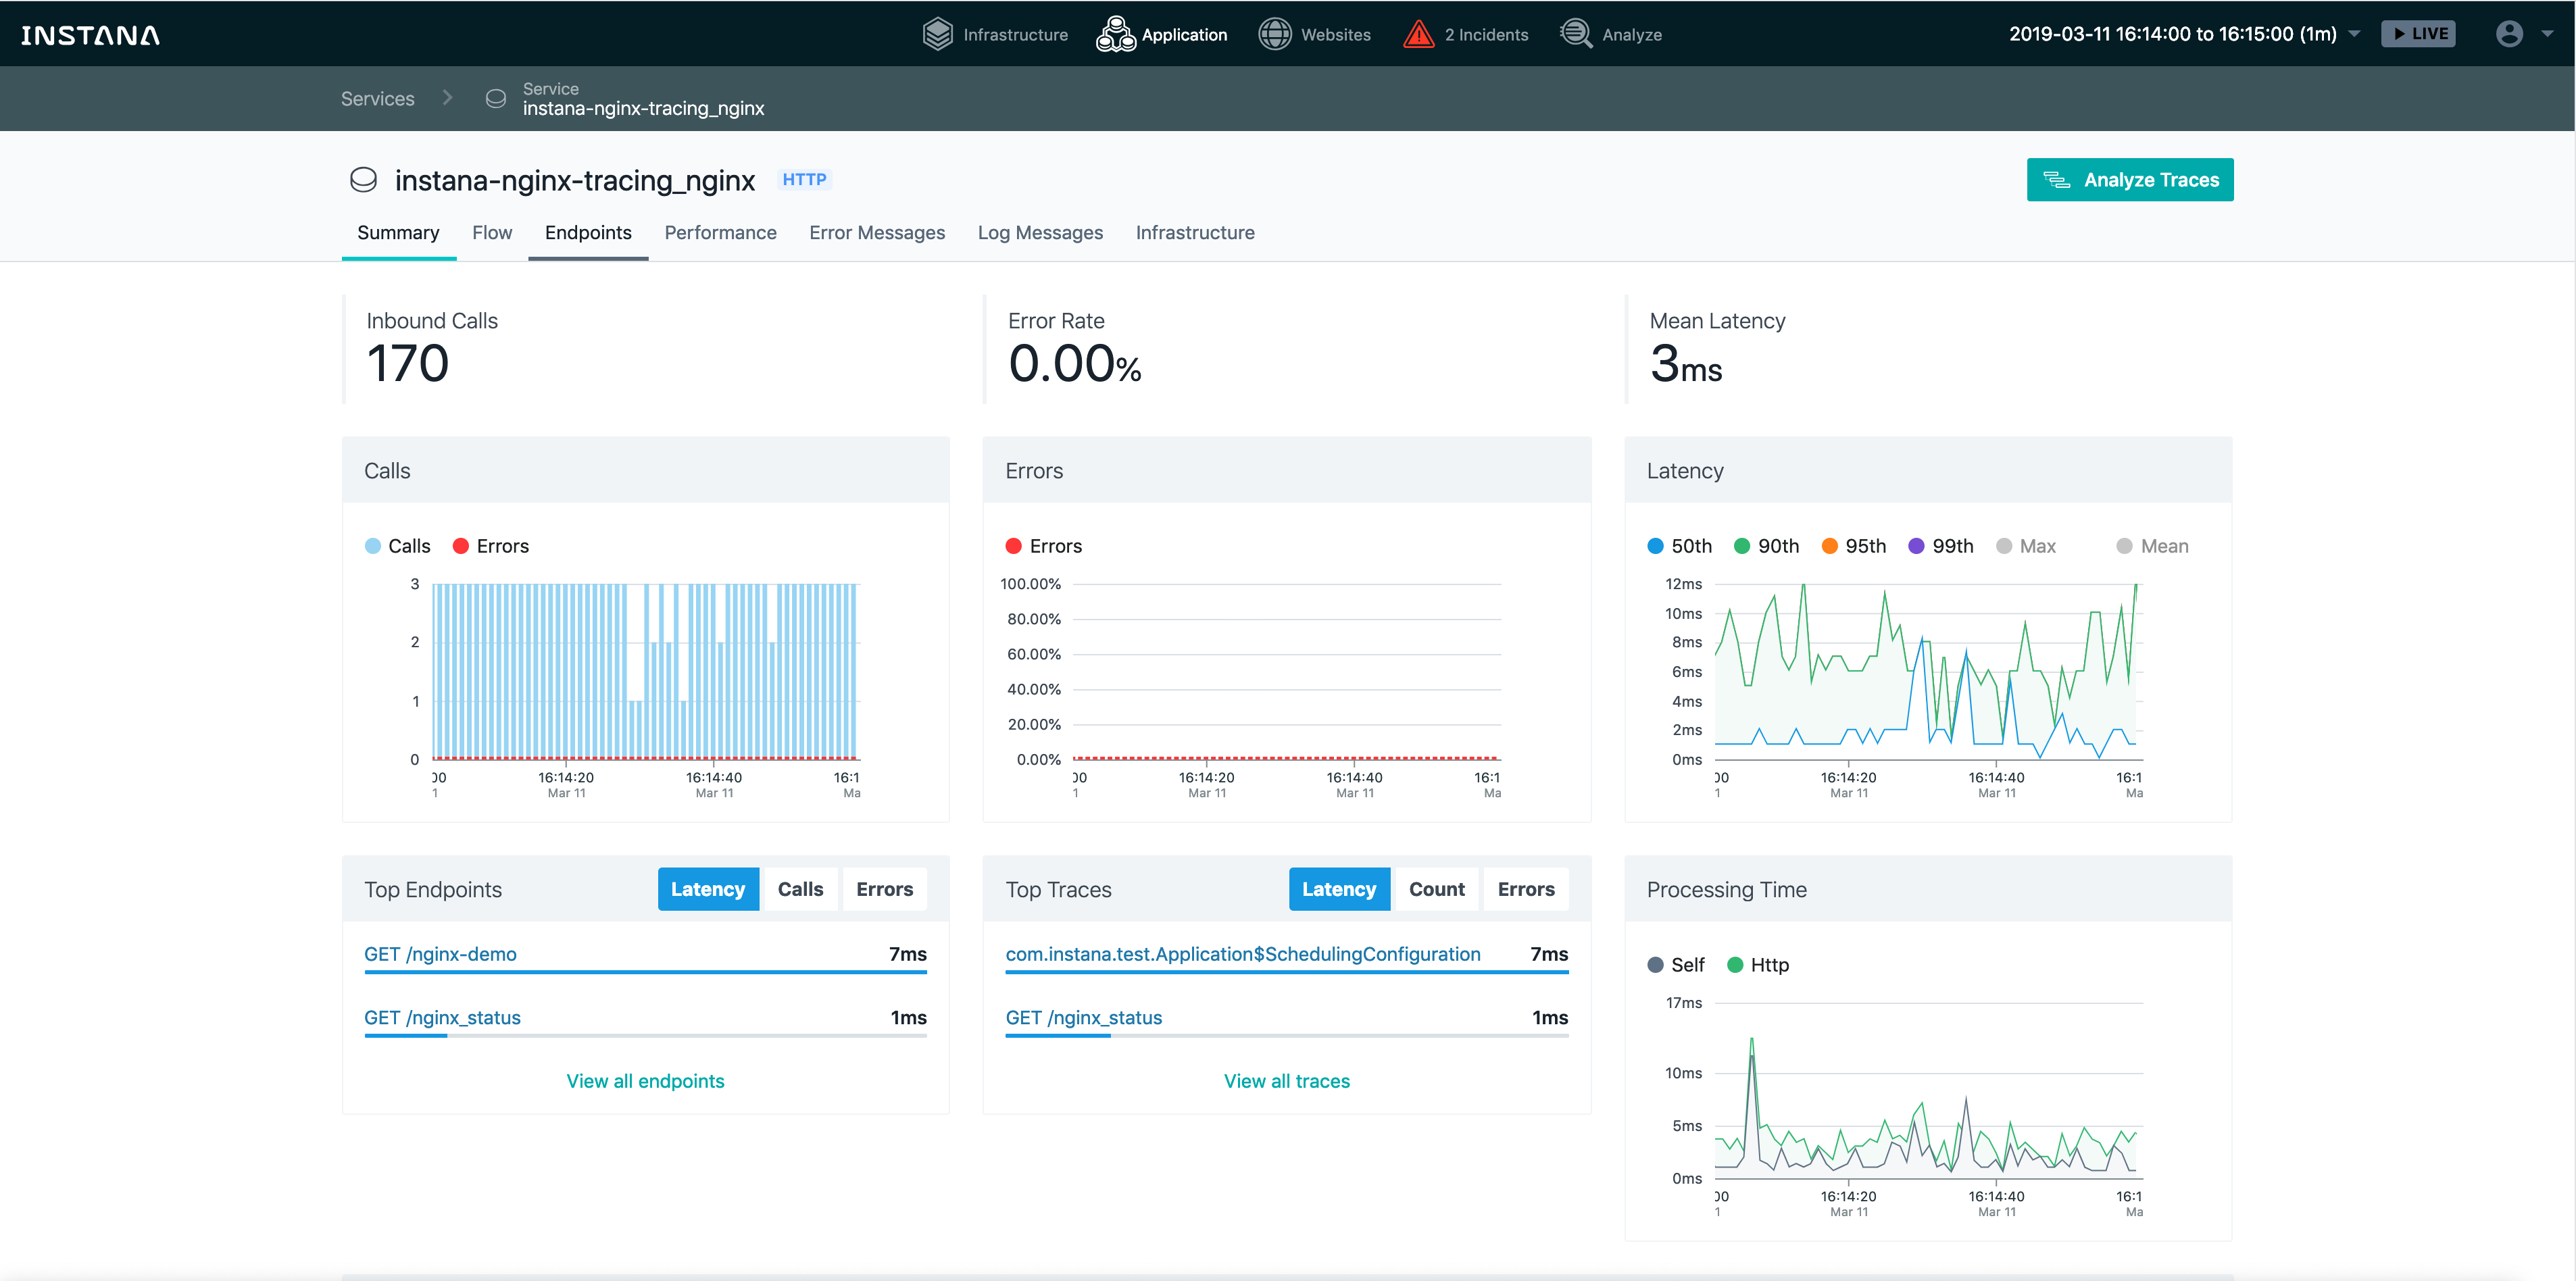 INSTANA
Infrastructure
Application
Websites
2 Incidents
Analyze
2019-03-11 16:14:00 to 16:15:00 (1m)
LIVE
Services
Service
instana-nginx-tracing_nginx
instana-nginx-tracing_nginx HTTP
Analyze Traces
Summary Flow Endpoints Performance Error Messages Log Messages Infrastructure
Inbound Calls
170
Error Rate
0.00%
Mean Latency
3ms
Calls
Calls Errors
3
2
1
0
00 16:14:20 16:14:40 16:1
1 Mar 11 Mar 11 Ma
Errors
Errors
100.00%
80.00%
60.00%
40.00%
20.00%
0.00%
00 16:14:20 16:14:40 16:1
1 Mar 11 Mar 11 Ma
Latency
50th 90th 95th 99th Max Mean
12ms
10ms
8ms
6ms
4ms
2ms
0ms
00 16:14:20 16:14:40 16:1
1 Mar 11 Mar 11 Ma
Top Endpoints Latency Calls Errors
GET /nginx-demo 7ms
GET /nginx_status 1ms
View all endpoints
Top Traces Latency Count Errors
com.instana.test.Application$SchedulingConfiguration 7ms
GET /nginx_status 1ms
View all traces
Processing Time
Self Http
17ms
10ms
5ms
0ms
00 16:14:20 16:14:40 16:1
1 Mar 11 Mar 11 Ma